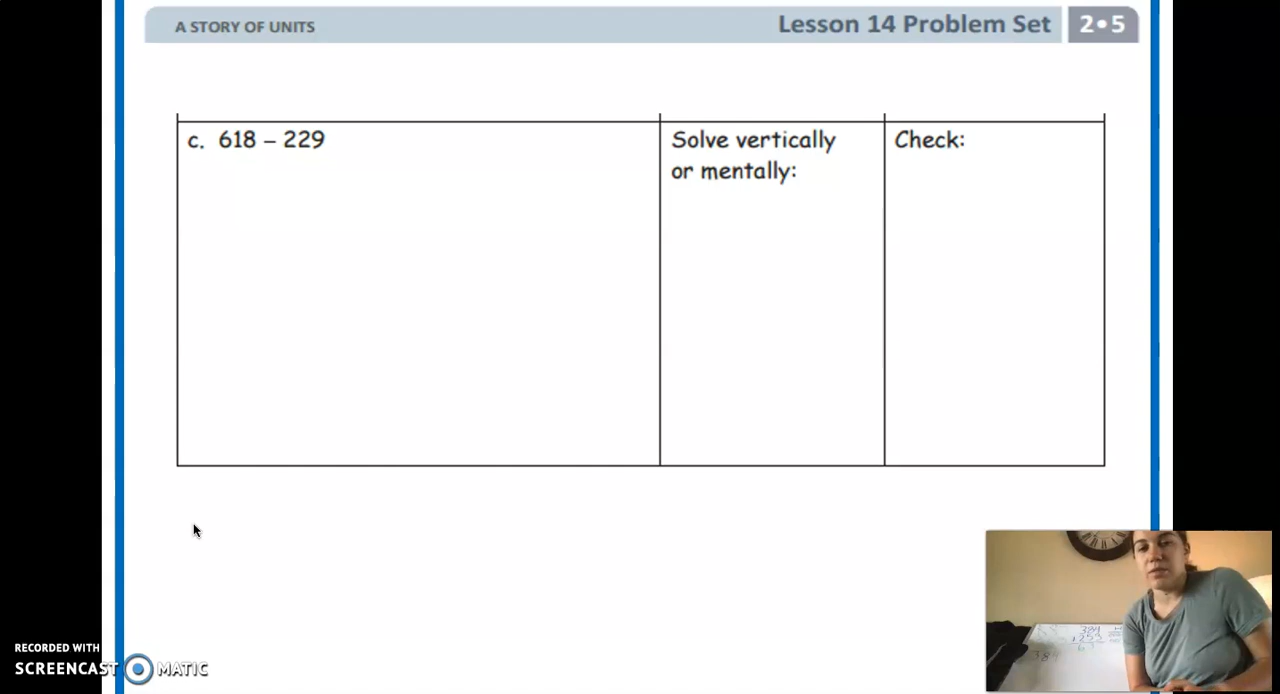 A STORY OF UNITS
Lesson 14 Problem Set 2•5
c. 618 – 229
Solve vertically
or mentally:
Check:
RECORDED WITH
SCREENCAST MATIC
384